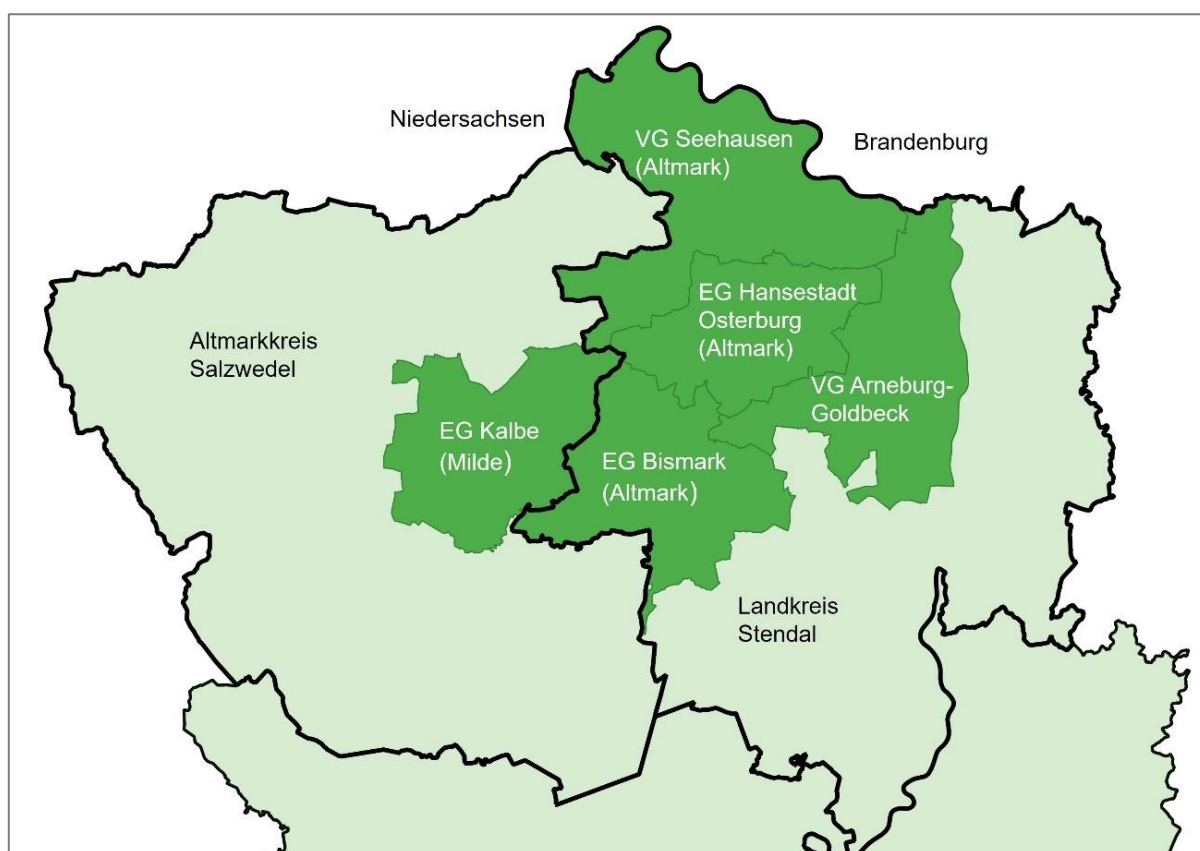 Niedersachsen
VG Seehausen
(Altmark)
Brandenburg
EG Hansestadt
Osterburg
(Altmark)
Altmarkkreis
Salzwedel
VG Arneburg-
Goldbeck
EG Kalbe
(Milde)
EG Bismark
(Altmark)
Landkreis
Stendal